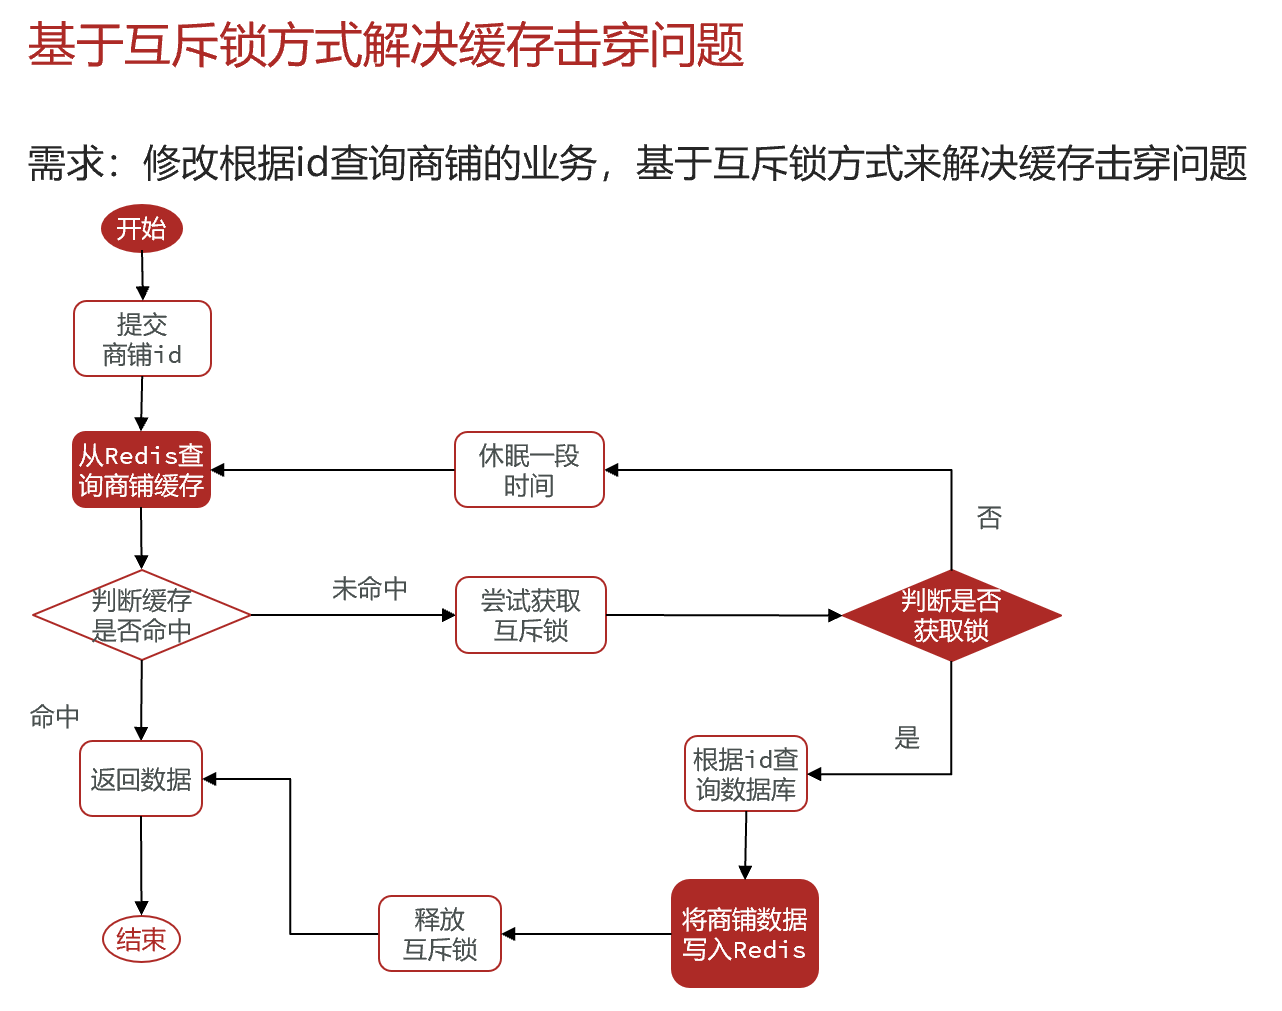 基于互斥锁方式解决缓存击穿问题
需求：修改根据id查询商铺的业务，基于互斥锁方式来解决缓存击穿问题
开始
提交
商铺id
从Redis查
询商铺缓存
休眠一段
时间
否
判断缓存
是否命中
未命中
尝试获取
互斥锁
判断是否
获取锁
命中
是
返回数据
根据id查
询数据库
结束
释放
互斥锁
将商铺数据
写入Redis